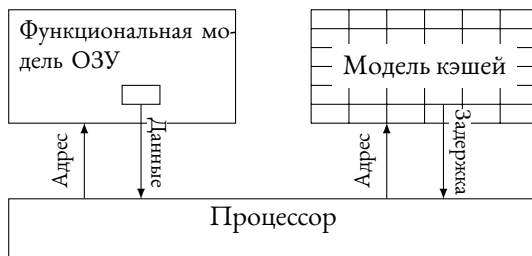 Функциональная мо-
дель ОЗУ
Модель кэшей
Адрес
Данные
Адрес
Задержка
Процессор